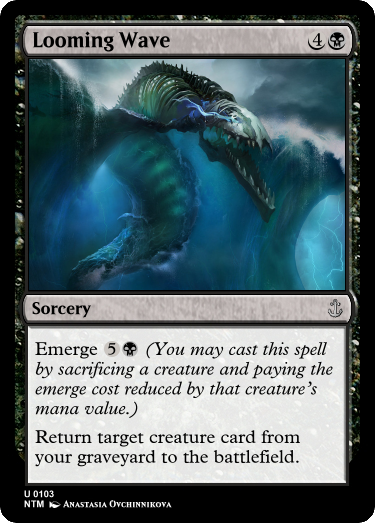 Looming Wave 4
Sorcery
Emerge 5 (You may cast this spell
by sacrificing a creature and paying the
emerge cost reduced by that creature's
mana value.)
Return target creature card from
your graveyard to the battlefield.
U 0103
NTM Anastasia Ovchinnikova